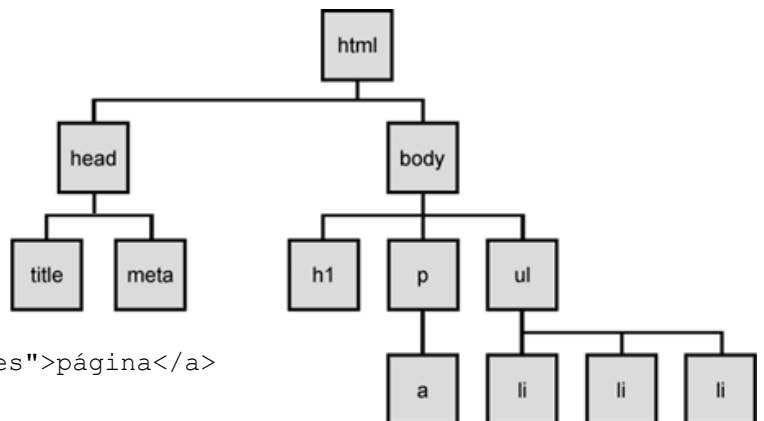 html
head body
title meta h1 p ul
es">página</a>
a li li li